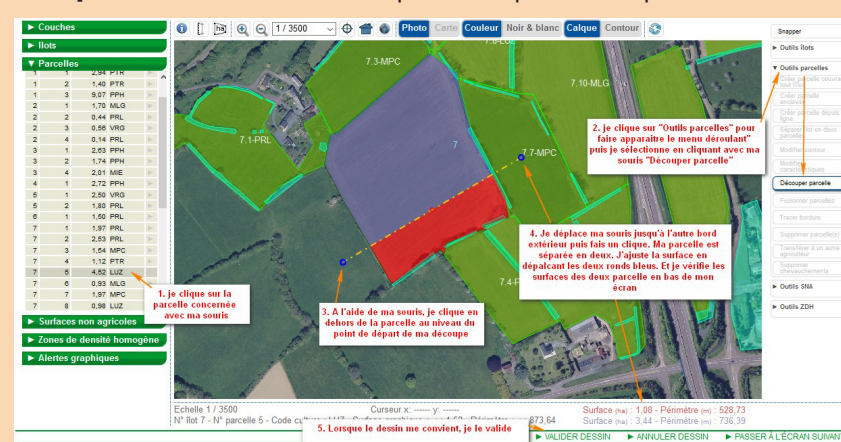 ► Couches
► Ilots
▼ Parcelles
1 1 2,94 PTR
1 2 1,40 PTR
1 3 9,07 PPH
2 1 1,70 MLG
2 2 0,44 PRL
2 3 0,56 VRG
2 4 0,14 PRL
3 1 2,63 PPH
3 2 1,74 PPH
3 4 2,01 MIE
4 1 2,72 PPH
5 1 2,50 VRG
5 2 1,80 PRL
6 1 1,50 PRL
7 1 1,97 PRL
7 2 2,53 PRL
7 3 1,54 MPC
7 4 1,12 PTR
7 5 4,52 LUZ
7 6 0,93 MLG
7 7 1,97 MPC
7 8 0,98 LUZ
► Surfaces non agricoles
► Zones de densité homogène
► Alertes graphiques
1 / 3500
Photo Carte Couleur Noir & blanc Calque Contour
7.3-MPC
7.10-MLG
7.1-PRL
7
7.7-MPC
1. je clique sur la
parcelle concernée
avec ma souris
2. je clique sur "Outils parcelles" pour
faire apparaitre le menu déroulant"
puis je sélectionne en cliquant avec ma
souris "Découper parcelle"
3. A l'aide de ma souris, je clique en
dehors de la parcelle au niveau du
point de départ de ma découpe
4. Je déplace ma souris jusqu'à l'autre bord
extérieur puis fais un clique. Ma parcelle est
séparée en deux. J'ajuste la surface en
dépalcant les deux ronds bleus. Et je vérifie les
surfaces des deux parcelle en bas de mon
écran
Snapper
► Outils îlots
▼ Outils parcelles
Modifier contour
Découper parcelle
Fusionner parcelles
Tracer bordure
Supprimer parcelle(s)
Transférer à un autre
agriculteur
Supprimer
chevauchements
► Outils SNA
► Outils ZDH
Echelle 1 / 3500 Curseur x: ------ y: ------
N° îlot 7 - N° parcelle 5 - Code culture LUZ
873,64
Surface (ha) : 1,08 - Périmètre (m) : 528,73
Surface (ha) : 3,44 - Périmètre (m) : 736,39
5. Lorsque le dessin me convient, je le valide
► VALIDER DESSIN ► ANNULER DESSIN ► PASSER À L'ÉCRAN SUIVAN